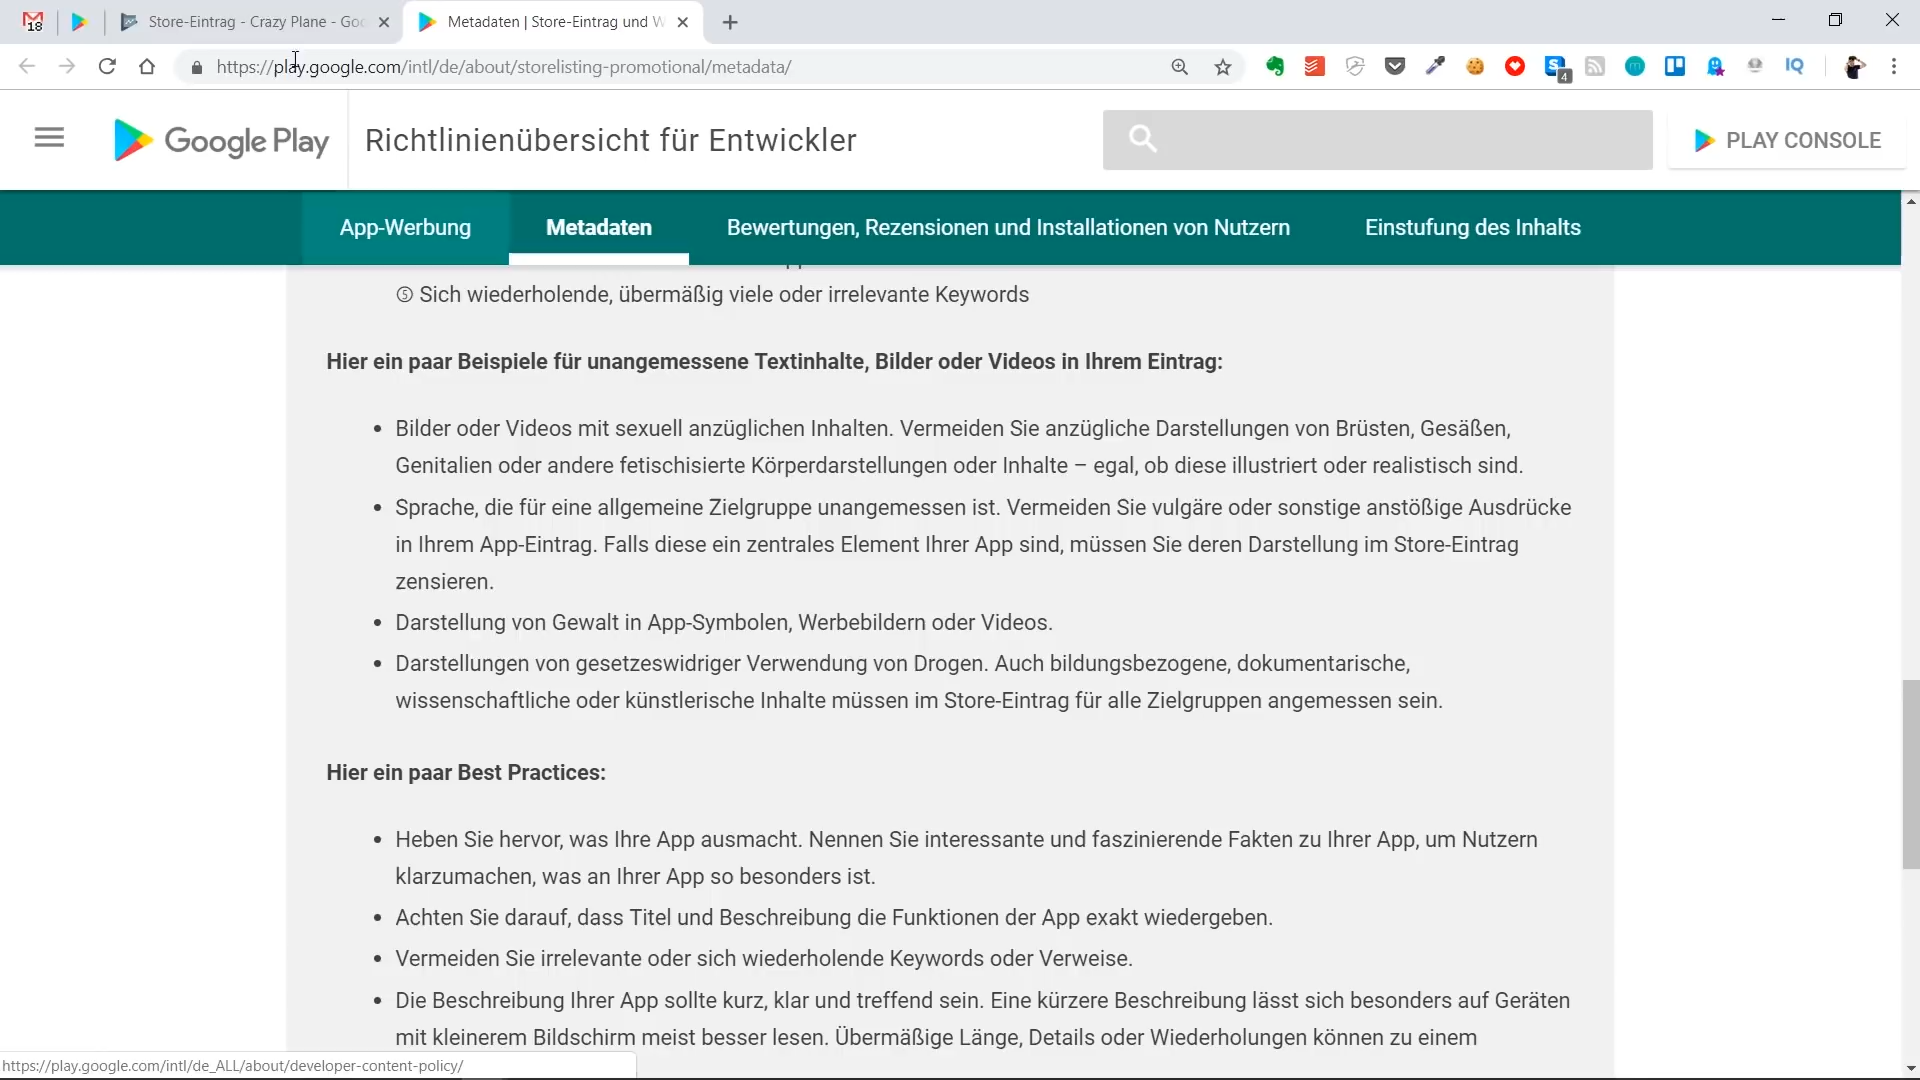 18
Store-Eintrag - Crazy Plane - Goo
Metadaten | Store-Eintrag und W
https://play.google.com/intl/de/about/storelisting-promotional/metadata/
4
IQ
Google Play
Richtlinienübersicht für Entwickler
PLAY CONSOLE
App-Werbung
Metadaten
Bewertungen, Rezensionen und Installationen von Nutzern
Einstufung des Inhalts
⑤ Sich wiederholende, übermäßig viele oder irrelevante Keywords
Hier ein paar Beispiele für unangemessene Textinhalte, Bilder oder Videos in Ihrem Eintrag:
• Bilder oder Videos mit sexuell anzüglichen Inhalten. Vermeiden Sie anzügliche Darstellungen von Brüsten, Gesäßen,
Genitalien oder andere fetischisierte Körperdarstellungen oder Inhalte – egal, ob diese illustriert oder realistisch sind.
• Sprache, die für eine allgemeine Zielgruppe unangemessen ist. Vermeiden Sie vulgäre oder sonstige anstößige Ausdrücke
in Ihrem App-Eintrag. Falls diese ein zentrales Element Ihrer App sind, müssen Sie deren Darstellung im Store-Eintrag
zensieren.
• Darstellung von Gewalt in App-Symbolen, Werbebildern oder Videos.
• Darstellungen von gesetzeswidriger Verwendung von Drogen. Auch bildungsbezogene, dokumentarische,
wissenschaftliche oder künstlerische Inhalte müssen im Store-Eintrag für alle Zielgruppen angemessen sein.
Hier ein paar Best Practices:
• Heben Sie hervor, was Ihre App ausmacht. Nennen Sie interessante und faszinierende Fakten zu Ihrer App, um Nutzern
klarzumachen, was an Ihrer App so besonders ist.
• Achten Sie darauf, dass Titel und Beschreibung die Funktionen der App exakt wiedergeben.
• Vermeiden Sie irrelevante oder sich wiederholende Keywords oder Verweise.
• Die Beschreibung Ihrer App sollte kurz, klar und treffend sein. Eine kürzere Beschreibung lässt sich besonders auf Geräten
mit kleinerem Bildschirm meist besser lesen. Übermäßige Länge, Details oder Wiederholungen können zu einem
https://play.google.com/intl/de_ALL/about/developer-content-policy/